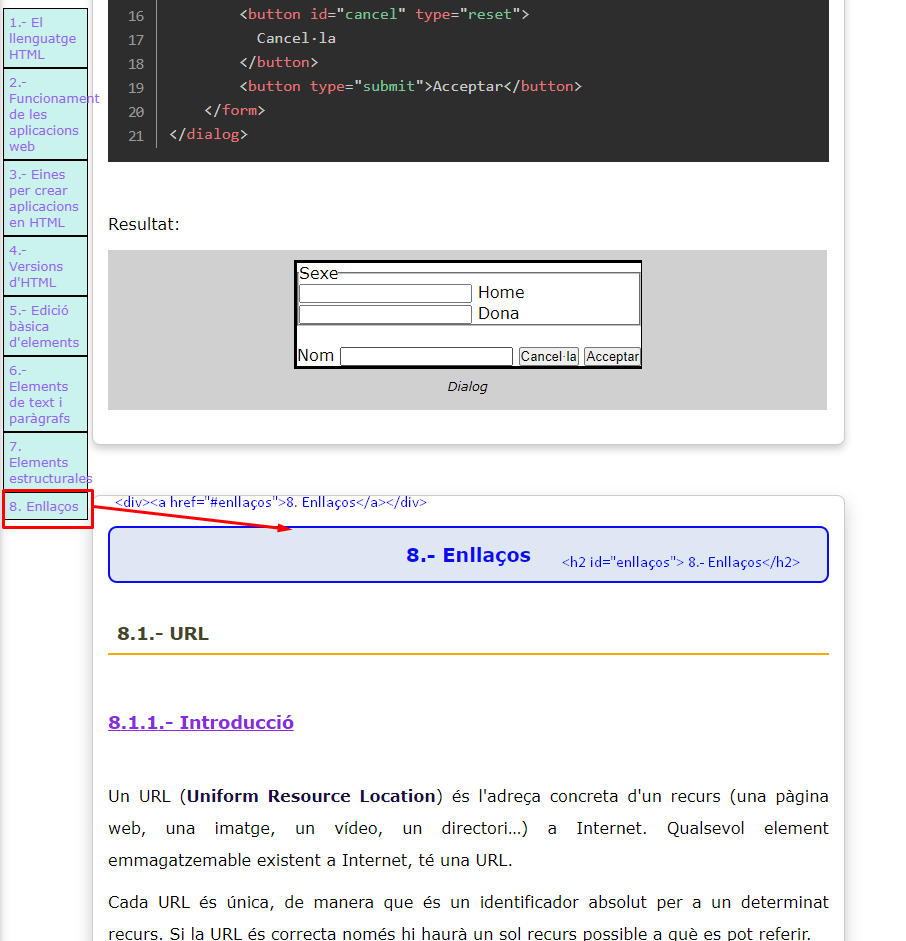 1.- El
llenguatge
HTML
2.-
Funcionament
de les
aplicacions
web
3.- Eines
per crear
aplicacions
en HTML
4.-
Versions
d'HTML
5.- Edició
bàsica
d'elements
6.-
Elements
de text i
paràgrafs
7.
Elements
estructurales
8. Enllaços
16 <button id="cancel" type="reset">
17 Cancel·la
18 </button>
19 <button type="submit">Acceptar</button>
20 </form>
21 </dialog>
Resultat:
Sexe
Home
Dona
Nom Cancel·la Acceptar
Dialog
<div><a href="#enllaços">8. Enllaços</a></div>
8.- Enllaços
<h2 id="enllaços"> 8.- Enllaços</h2>
8.1.- URL
8.1.1.- Introducció
Un URL (Uniform Resource Location) és l'adreça concreta d'un recurs (una pàgina
web, una imatge, un vídeo, un directori...) a Internet. Qualsevol element
emmagatzemable existent a Internet, té una URL.
Cada URL és única, de manera que és un identificador absolut per a un determinat
recurs. Si la URL és correcta només hi haurà un sol recurs possible a què es pot referir.